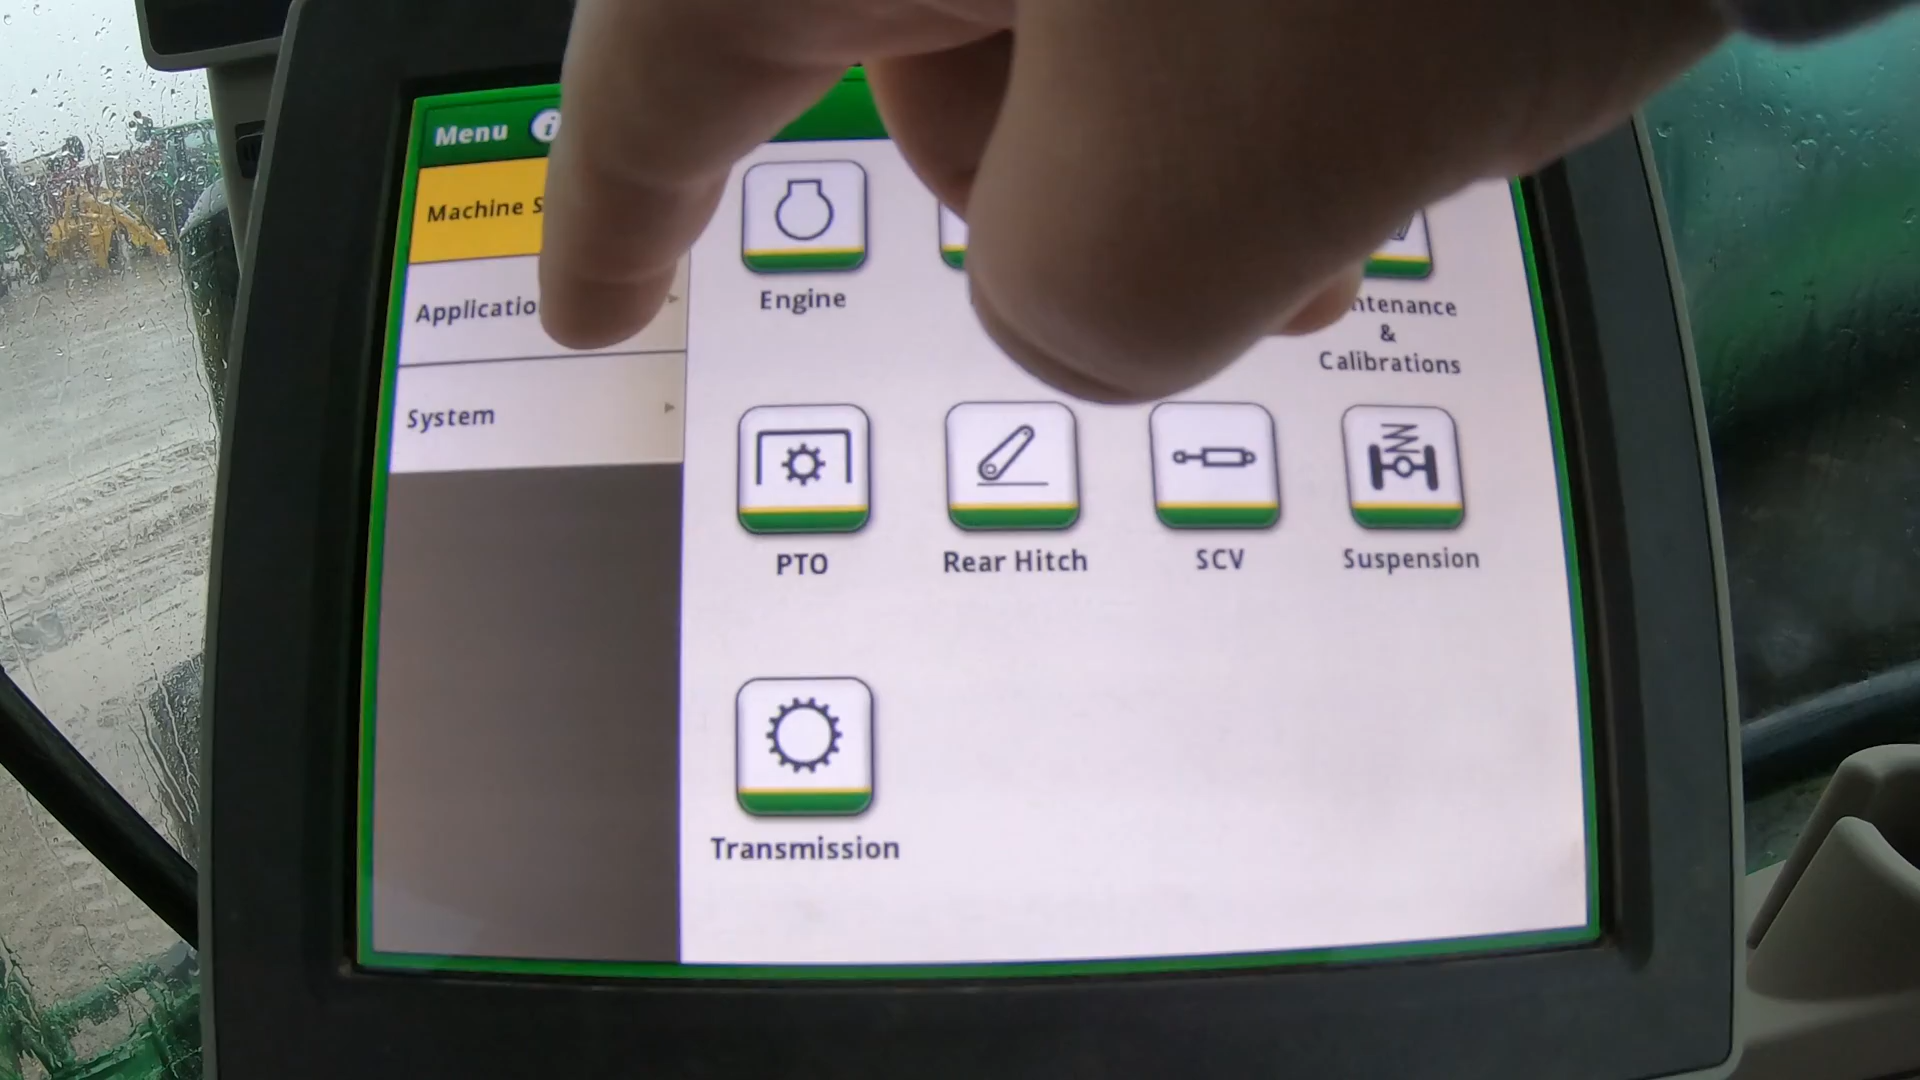 Menu
Machine
Engine
Applicatio
ntenance
&
Calibrations
System
PTO
Rear Hitch
SCV
Suspension
Transmission